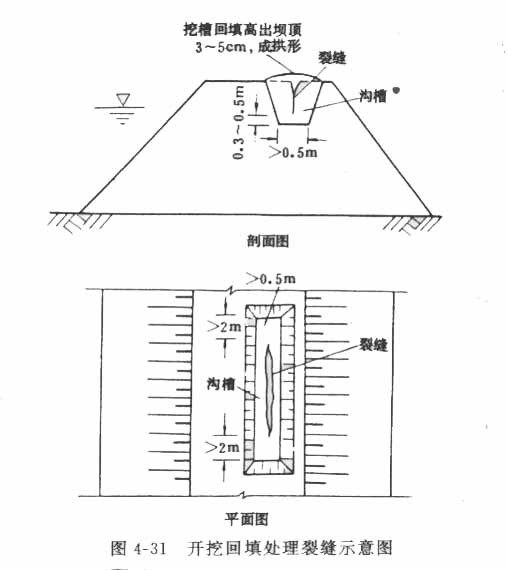 挖槽回填高出坝顶
3～5cm，成拱形
裂缝
沟槽
0.3～0.5m
>0.5m
剖面图
>0.5m
>2m
裂缝
沟槽
>2m
平面图
图 4-31 开挖回填处理裂缝示意图